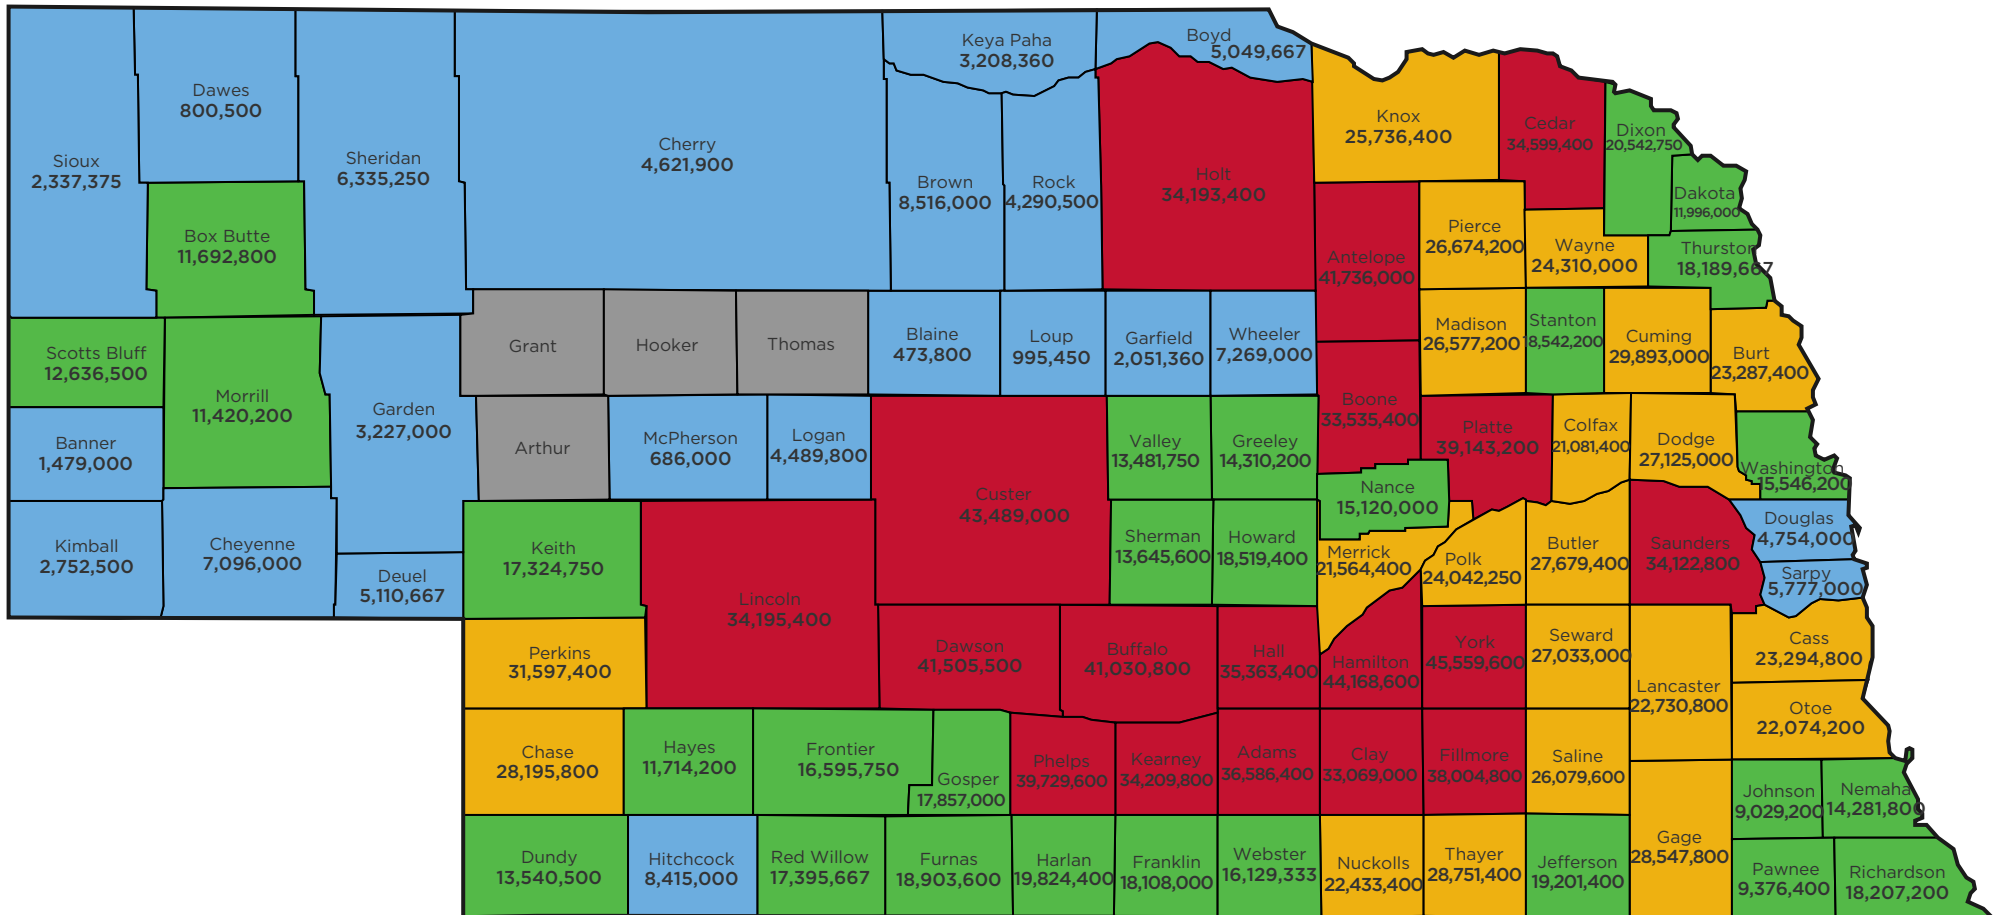 Keya Paha
3,208,360
Boyd
5,049,667
Dawes
800,500
Sioux
2,337,375
Sheridan
6,335,250
Cherry
4,621,900
Brown
8,516,000
Rock
4,290,500
Holt
34,193,400
Knox
25,736,400
Cedar
34,599,400
Dixon
20,542,750
Dakota
11,996,000
Box Butte
11,692,800
Antelope
41,736,000
Pierce
26,674,200
Wayne
24,310,000
Thurston
18,189,667
Scotts Bluff
12,636,500
Morrill
11,420,200
Garden
3,227,000
Grant
Hooker
Thomas
Blaine
473,800
Loup
995,450
Garfield
2,051,360
Wheeler
7,269,000
Madison
26,577,200
Stanton
18,542,200
Cuming
29,893,000
Burt
23,287,400
Banner
1,479,000
Arthur
McPherson
686,000
Logan
4,489,800
Custer
43,489,000
Valley
13,481,750
Greeley
14,310,200
Boone
33,535,400
Platte
39,143,200
Colfax
21,081,400
Dodge
27,125,000
Washington
15,546,200
Nance
15,120,000
Kimball
2,752,500
Cheyenne
7,096,000
Deuel
5,110,667
Keith
17,324,750
Lincoln
34,195,400
Sherman
13,645,600
Howard
18,519,400
Merrick
21,564,400
Polk
24,042,250
Butler
27,679,400
Saunders
34,122,800
Douglas
4,754,000
Sarpy
5,777,000
Perkins
31,597,400
Dawson
41,505,500
Buffalo
41,030,800
Hall
35,363,400
Hamilton
44,168,600
York
45,559,600
Seward
27,033,000
Lancaster
22,730,800
Cass
23,294,800
Otoe
22,074,200
Chase
28,195,800
Hayes
11,714,200
Frontier
16,595,750
Gosper
17,857,000
Phelps
39,729,600
Kearney
34,209,800
Adams
36,586,400
Clay
33,069,000
Fillmore
38,004,800
Saline
26,079,600
Johnson
9,029,200
Nemaha
14,281,800
Dundy
13,540,500
Hitchcock
8,415,000
Red Willow
17,395,667
Furnas
18,903,600
Harlan
19,824,400
Franklin
18,108,000
Webster
16,129,333
Nuckolls
22,433,400
Thayer
28,751,400
Jefferson
19,201,400
Gage
28,547,800
Pawnee
9,376,400
Richardson
18,207,200